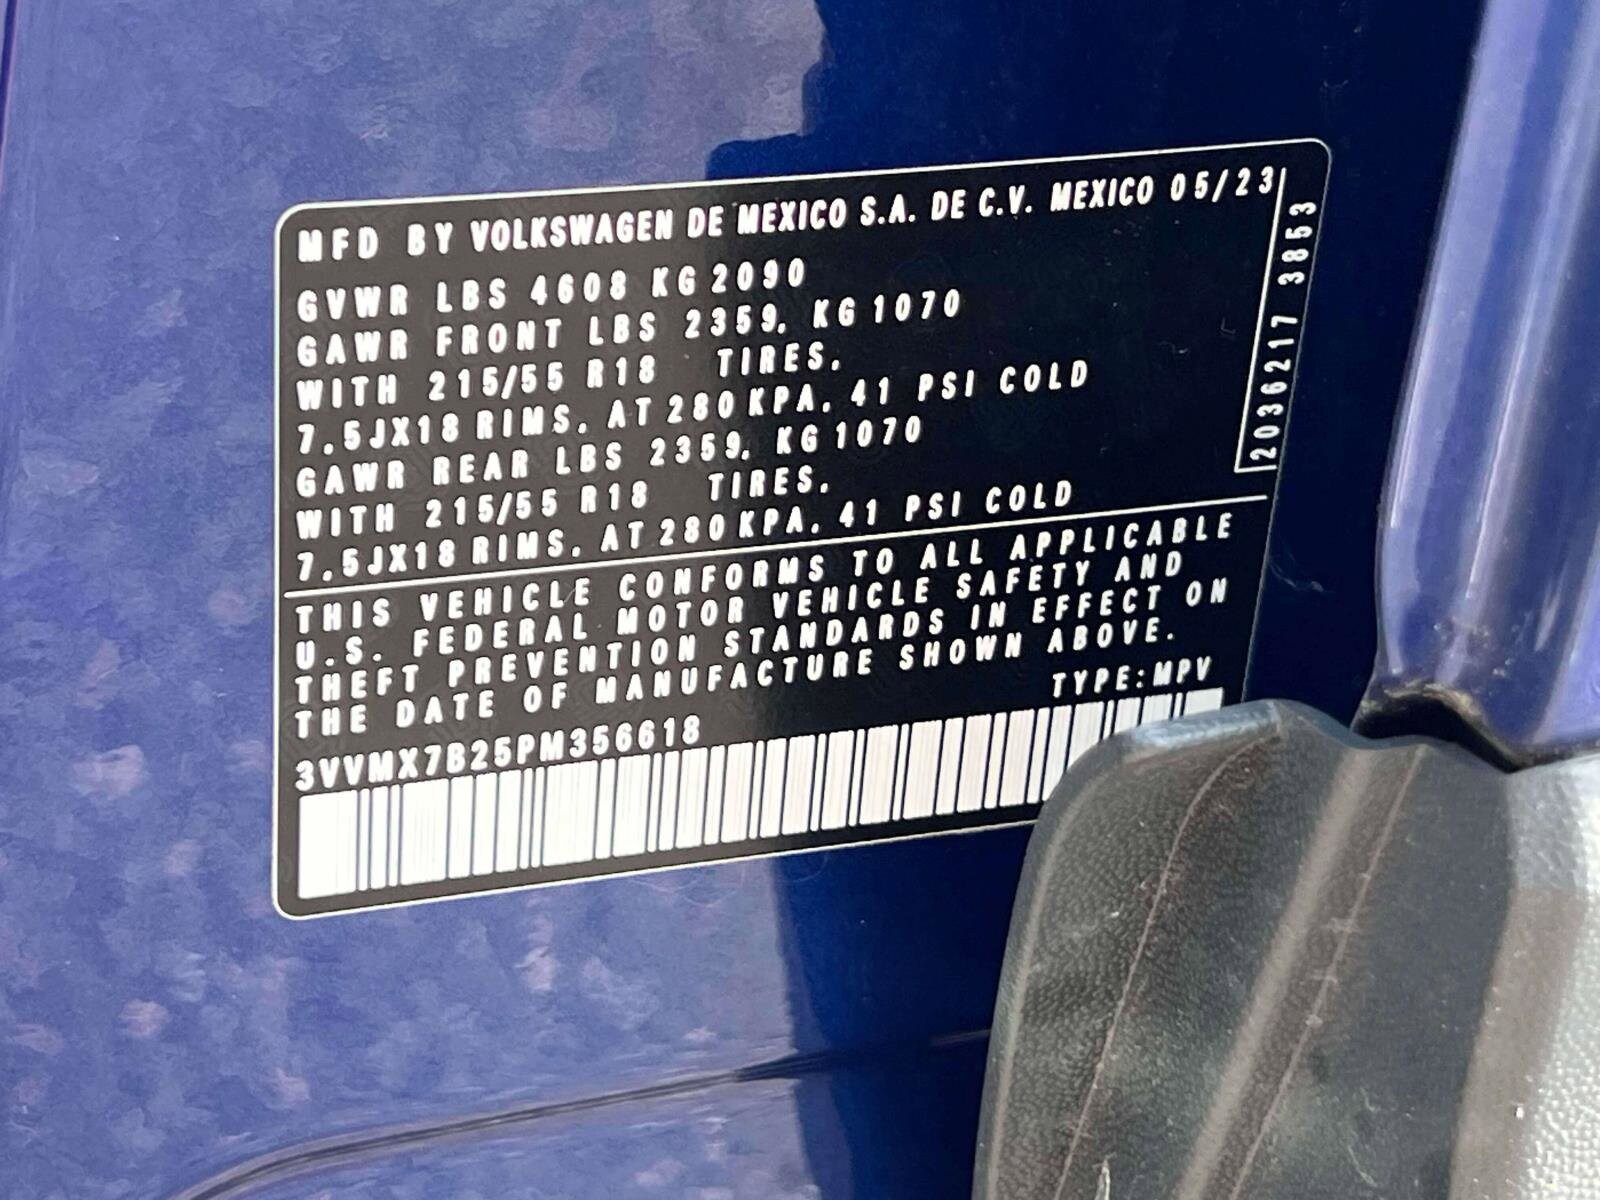 MFD BY VOLKSWAGEN DE MEXICO S.A. DE C.V. MEXICO 05/23
GVWR LBS 4608 KG 2090
GAWR FRONT LBS 2359, KG 1070
WITH 215/55 R18 TIRES.
7.5JX18 RIMS. AT 280 KPA. 41 PSI COLD
GAWR REAR LBS 2359, KG 1070
WITH 215/55 R18 TIRES.
7.5JX18 RIMS. AT 280 KPA. 41 PSI COLD
2036217 3853
THIS VEHICLE CONFORMS TO ALL APPLICABLE
U.S. FEDERAL MOTOR VEHICLE SAFETY AND
THEFT PREVENTION STANDARDS IN EFFECT ON
THE DATE OF MANUFACTURE SHOWN ABOVE.
3VVMX7B25PM356618 TYPE:MPV